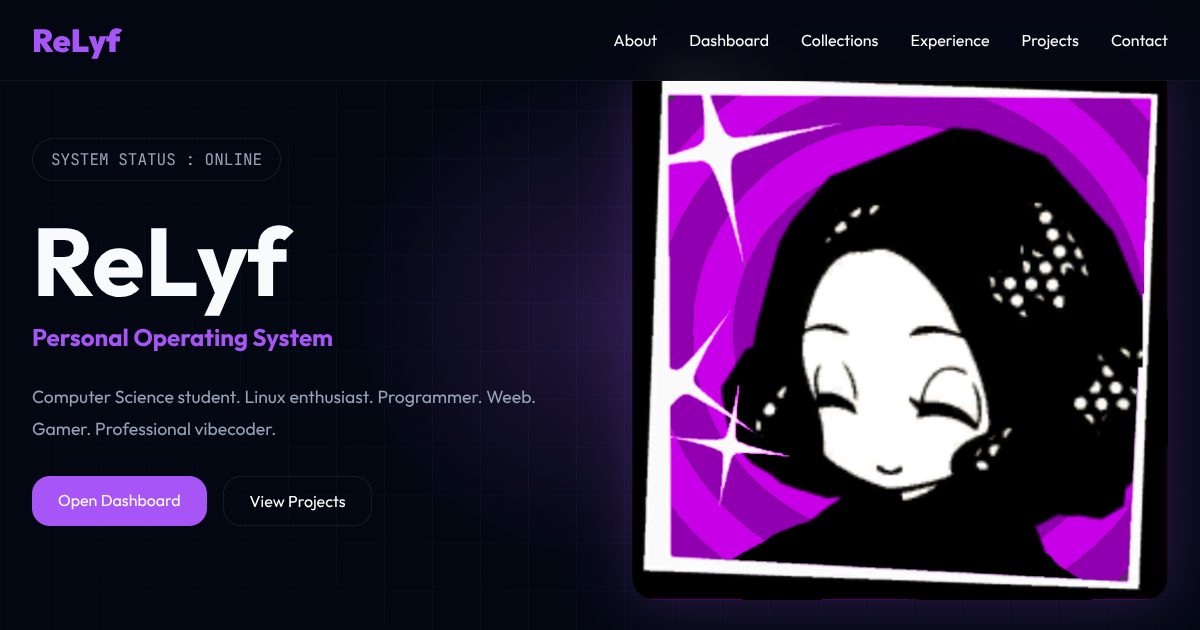 ReLyf
About Dashboard Collections Experience Projects Contact
SYSTEM STATUS : ONLINE
ReLyf
Personal Operating System
Computer Science student. Linux enthusiast. Programmer. Weeb.
Gamer. Professional vibecoder.
Open Dashboard View Projects